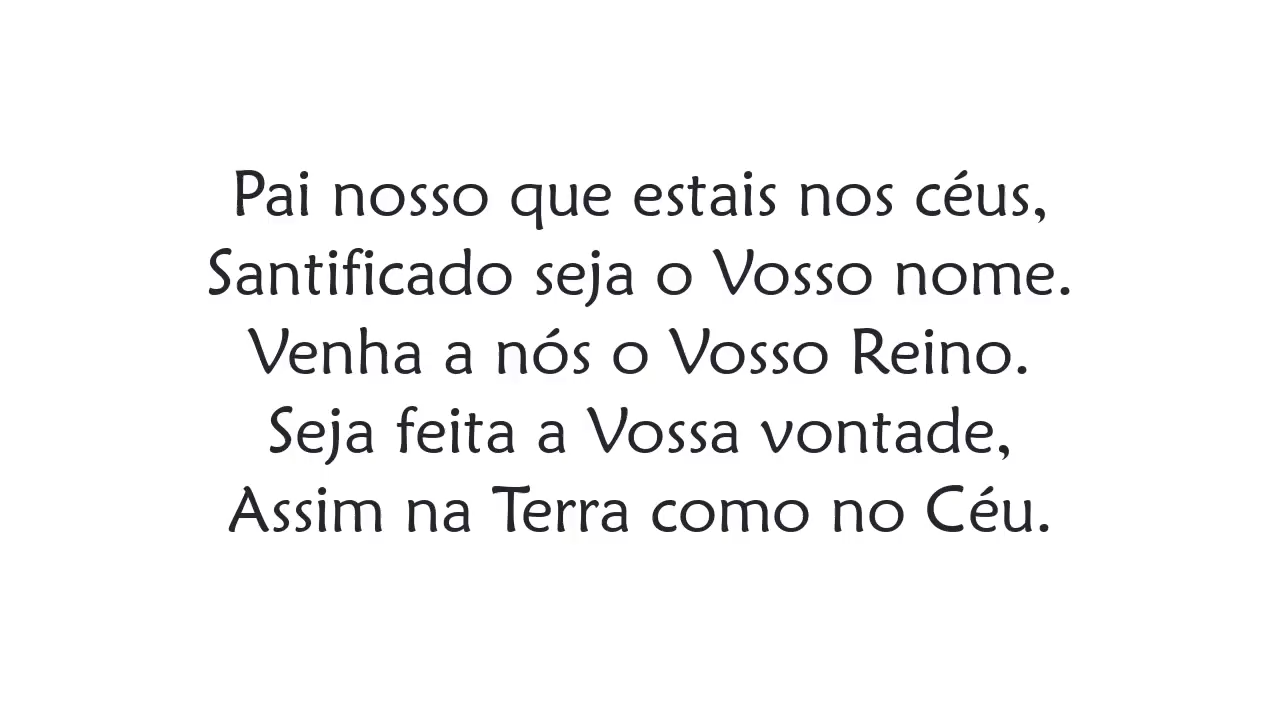 Pai nosso que estais nos céus,
Santificado seja o Vosso nome.
Venha a nós o Vosso Reino.
Seja feita a Vossa vontade,
Assim na Terra como no Céu.